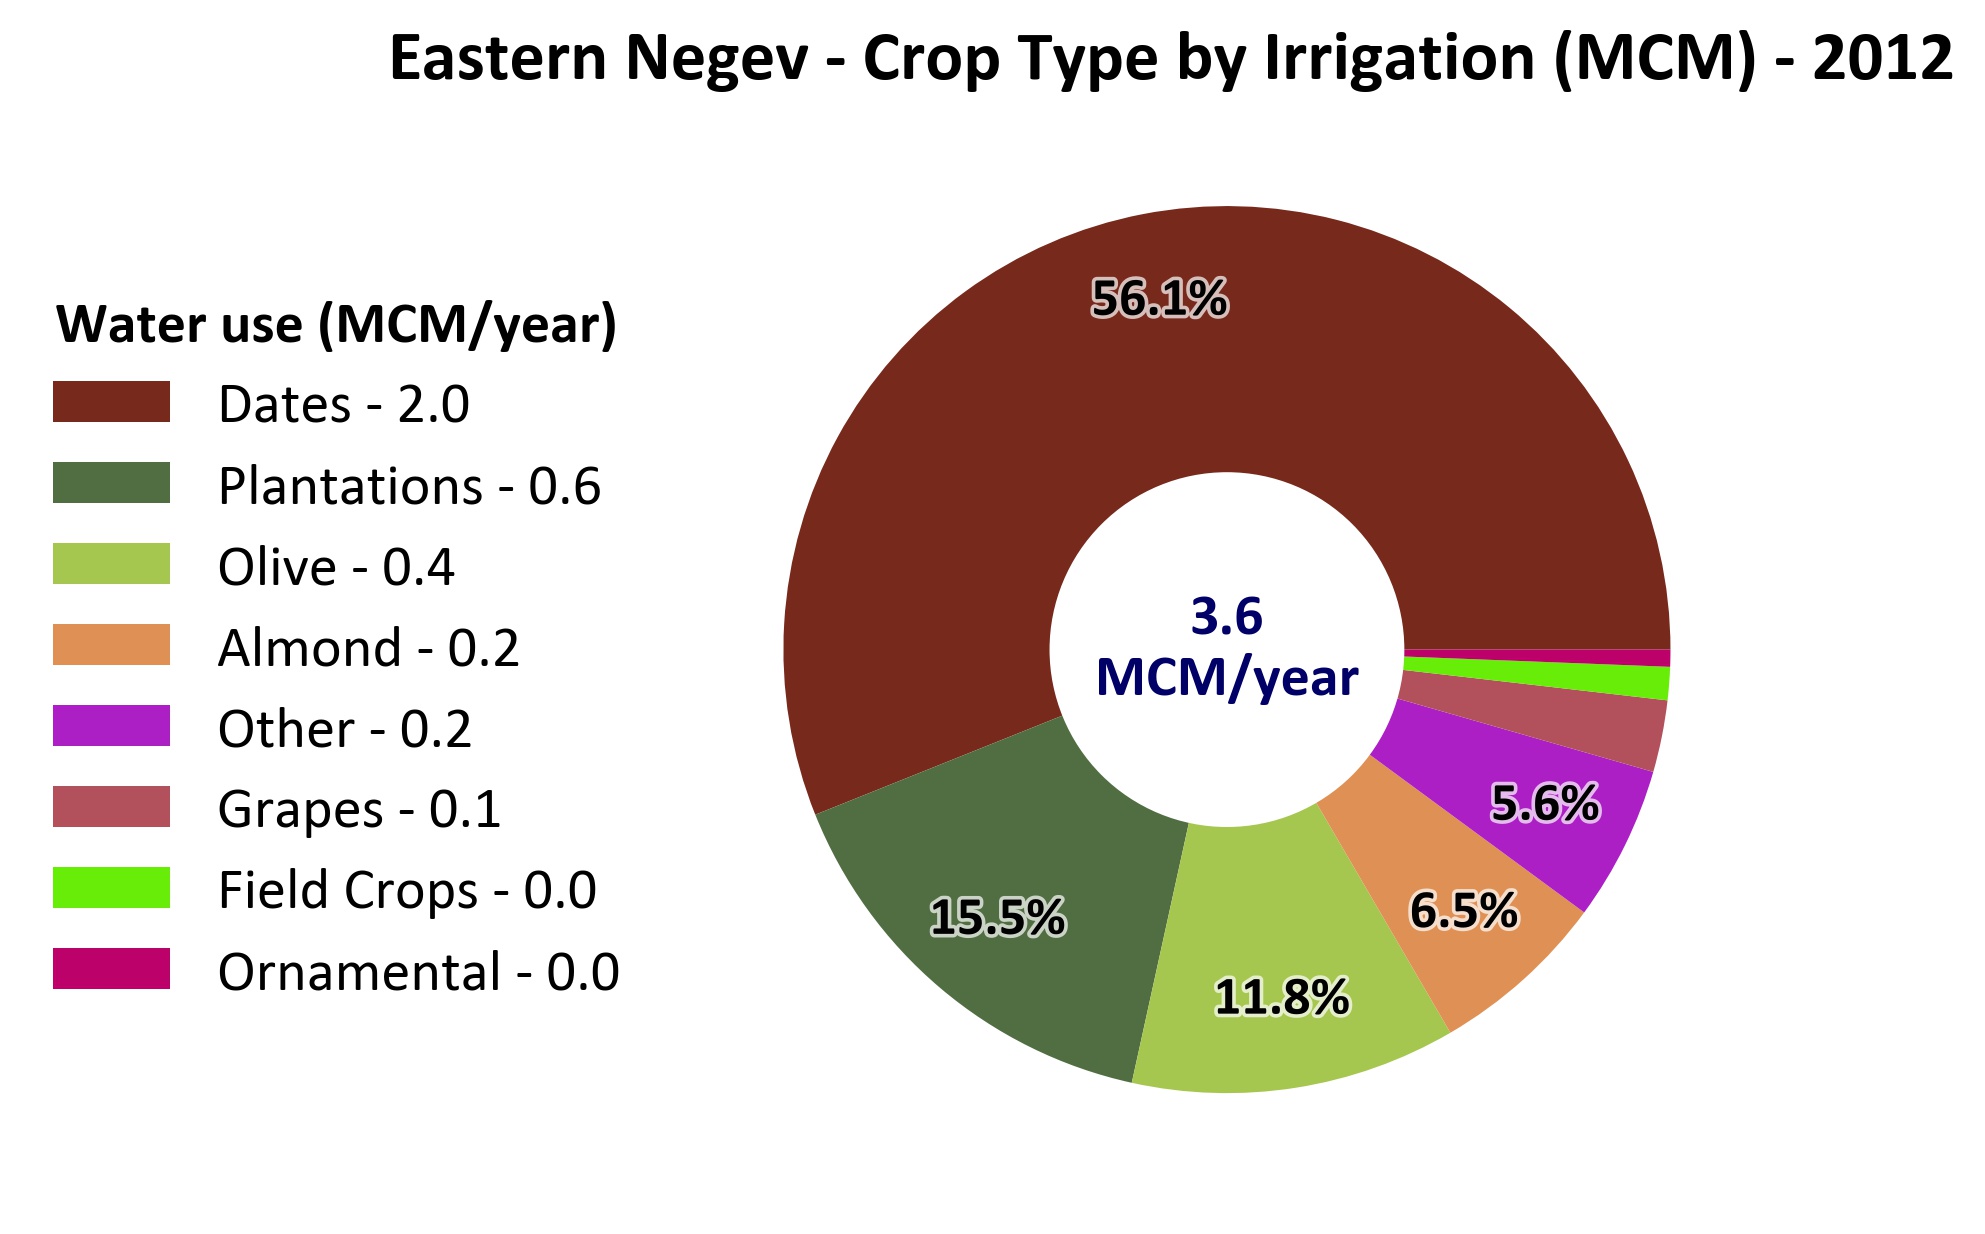 Eastern Negev - Crop Type by Irrigation (MCM) - 2012
Water use (MCM/year)
Dates - 2.0
Plantations - 0.6
Olive - 0.4
Almond - 0.2
Other - 0.2
Grapes - 0.1
Field Crops - 0.0
Ornamental - 0.0
56.1%
3.6
MCM/year
5.6%
6.5%
15.5%
11.8%